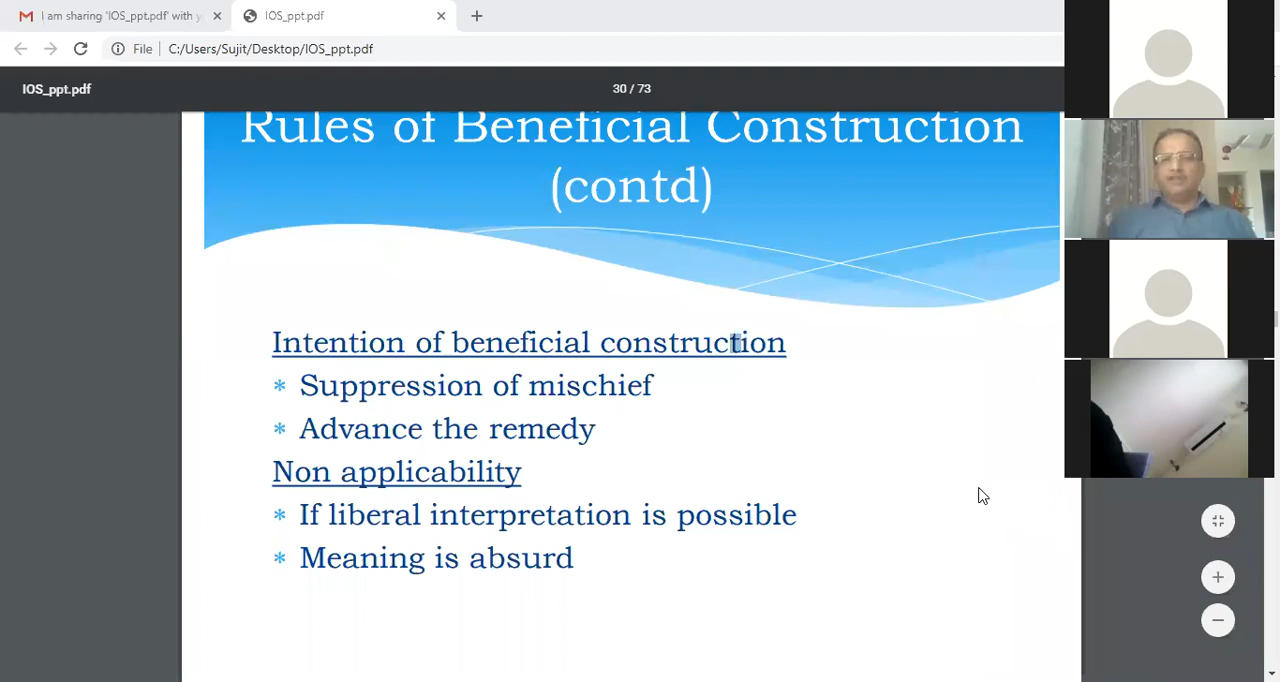 I am sharing 'IOS_ppt.pdf' with y
IOS_ppt.pdf
File
C:/Users/Sujit/Desktop/IOS_ppt.pdf
IOS_ppt.pdf
30 / 73
Rules of Beneficial Construction
(contd)
Intention of beneficial construction
* Suppression of mischief
* Advance the remedy
Non applicability
* If liberal interpretation is possible
* Meaning is absurd